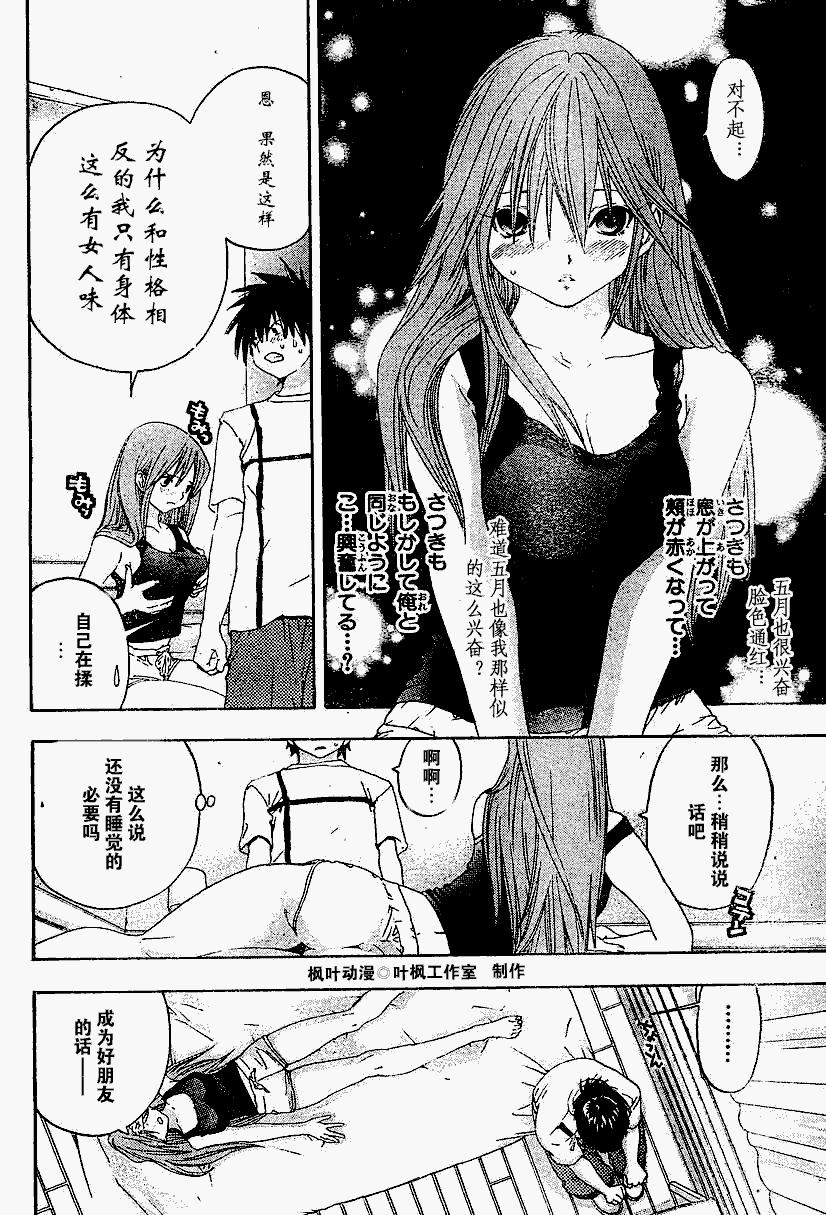 对不起…
さつきも
息が上がって
頬が赤くなって…
五月也很兴奋
脸色通红…
さつきも
もしかして俺と
同じように
こ…興奮してる…?
难道五月也像我那样似
的这么兴奋?
恩 果然是这样
为什么和性格相
反的我只有身体
这么有女人味
もみっ
もみっ
自己在揉
…
那么…稍稍说说
话吧
啊啊…
这么说
还没有睡觉的
必要吗
枫叶动漫◎叶枫工作室 制作
………
成为好朋友
的话——